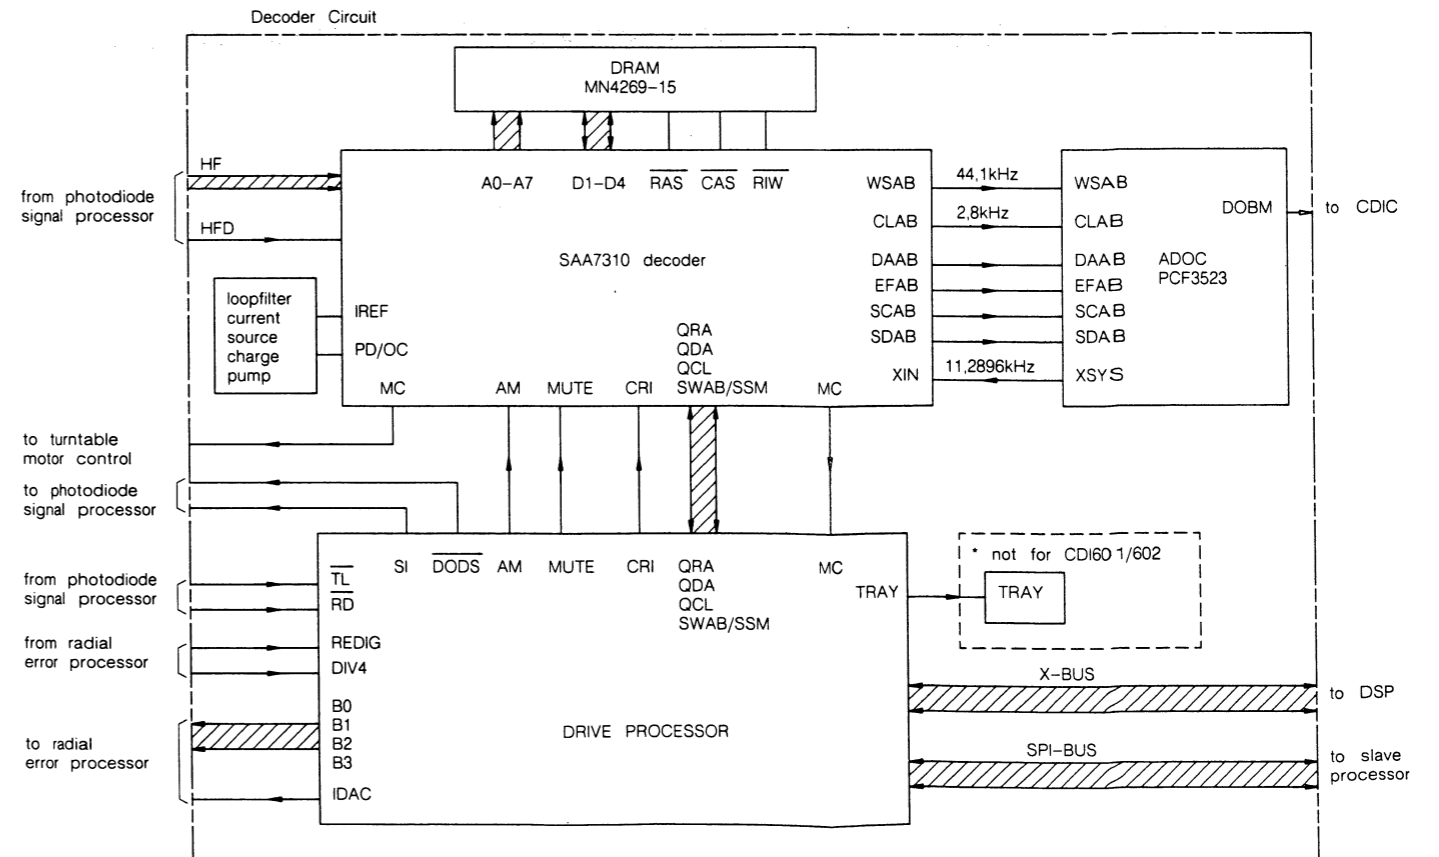 Decoder Circuit
DRAM
MN4269-15
HF
from photodiode
signal processor
HFD
A0-A7
D1-D4
RAS
CAS
RIW
SAA7310 decoder
WSAB
CLAB
DAAB
EFAB
SCAB
SDAB
XIN
44,1kHz
2,8kHz
11,2896kHz
WSAB
CLAB
DAAB
EFAB
SCAB
SDAB
XSYS
DOBM
ADOC
PCF3523
to CDIC
loopfilter
current
source
charge
pump
IREF
PD/OC
MC
AM
MUTE
CRI
QRA
QDA
QCL
SWAB/SSM
MC
to turntable
motor control
to photodiode
signal processor
SI
DODS
AM
MUTE
CRI
QRA
QDA
QCL
SWAB/SSM
MC
TRAY
* not for CDI601/602
TRAY
from photodiode
signal processor
TL
RD
from radial
error processor
REDIG
DIV4
B0
B1
B2
B3
to radial
error processor
IDAC
DRIVE PROCESSOR
X-BUS
to DSP
SPI-BUS
to slave
processor